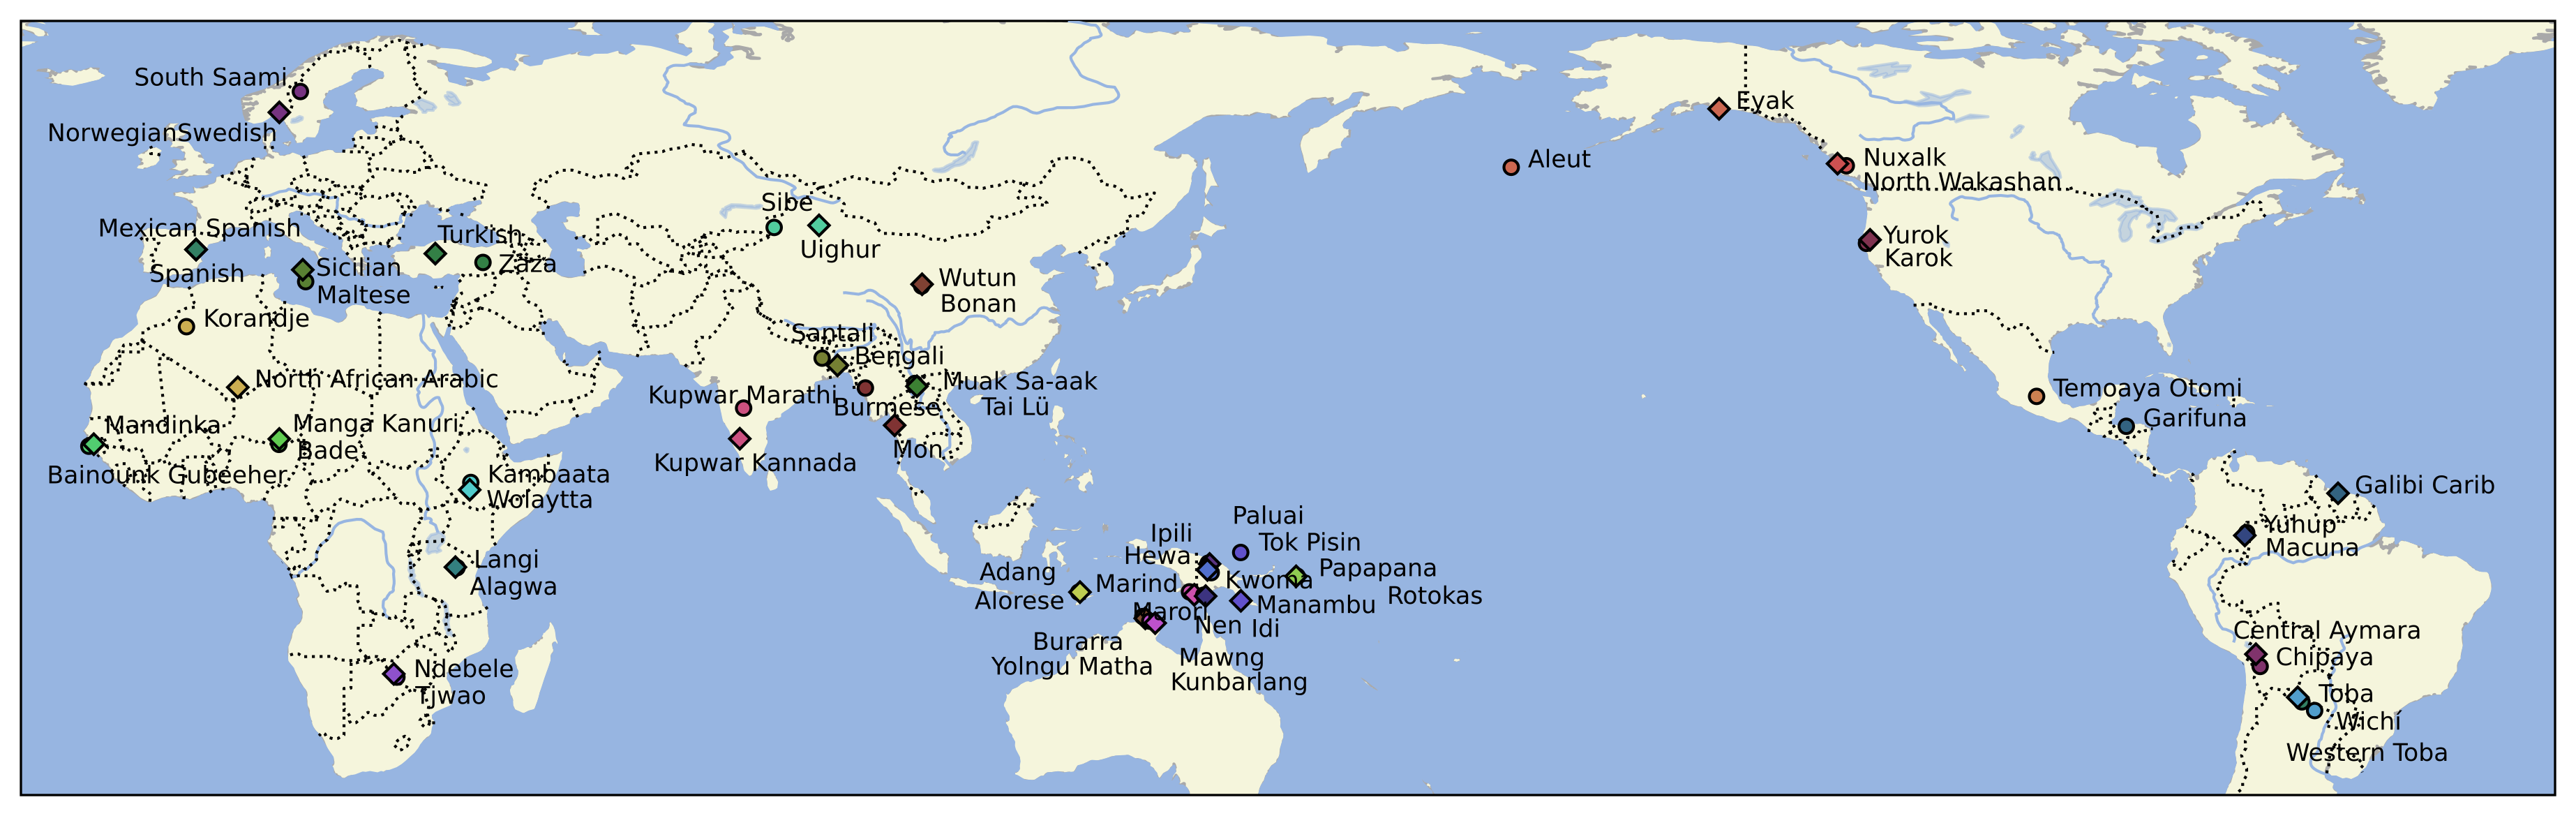 South Saami
NorwegianSwedish
Eyak
Aleut
Nuxalk
North Wakashan
Sibe
Uighur
Mexican Spanish
Spanish
Turkish
Zaza
Sicilian
Maltese
Yurok
Karok
Wutun
Bonan
Korandje
Santali
Bengali
North African Arabic
Muak Sa-aak
Tai Lü
Kupwar Marathi
Burmese
Temoaya Otomi
Garifuna
Mandinka
Manga Kanuri
Bade
Mon
Kupwar Kannada
Bainounk Gubëeher
Kambaata
Wolaytta
Galibi Carib
Paluai
Tok Pisin
Ipili
Hewa
Yuhup
Macuna
Langi
Alagwa
Adang
Alorese
Marind
Kwoma
Papapana
Rotokas
Manambu
Marori
Nen
Idi
Burarra
Yolngu Matha
Mawng
Kunbarlang
Central Aymara
Chipaya
Ndebele
Tjwao
Toba
Wichí
Western Toba